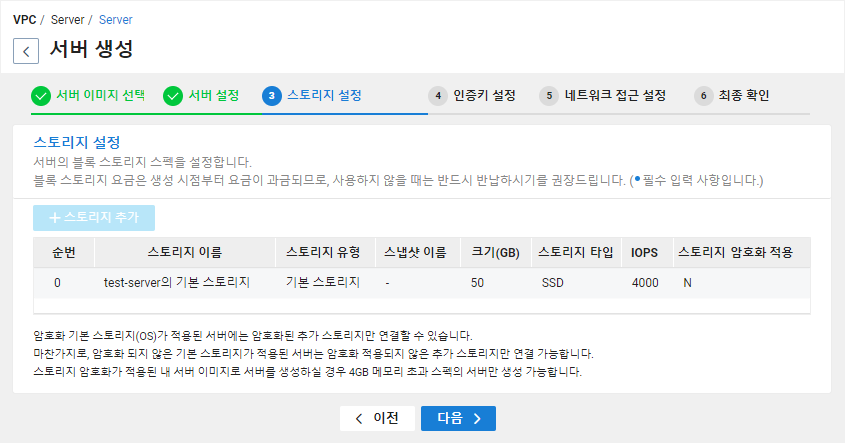 VPC / Server / Server
서버 생성
서버 이미지 선택 서버 설정 3 스토리지 설정 4 인증키 설정 5 네트워크 접근 설정 6 최종 확인
스토리지 설정
서버의 블록 스토리지 스펙을 설정합니다.
블록 스토리지 요금은 생성 시점부터 요금이 과금되므로, 사용하지 않을 때는 반드시 반납하시기를 권장드립니다. (• 필수 입력 사항입니다.)
+ 스토리지 추가
순번 스토리지 이름 스토리지 유형 스냅샷 이름 크기(GB) 스토리지 타입 IOPS 스토리지 암호화 적용
0 test-server의 기본 스토리지 기본 스토리지 - 50 SSD 4000 N
암호화 기본 스토리지(OS)가 적용된 서버에는 암호화된 추가 스토리지만 연결할 수 있습니다.
마찬가지로, 암호화 되지 않은 기본 스토리지가 적용된 서버는 암호화 적용되지 않은 추가 스토리지만 연결 가능합니다.
스토리지 암호화가 적용된 내 서버 이미지로 서버를 생성하실 경우 4GB 메모리 초과 스펙의 서버만 생성 가능합니다.
< 이전 다음 >